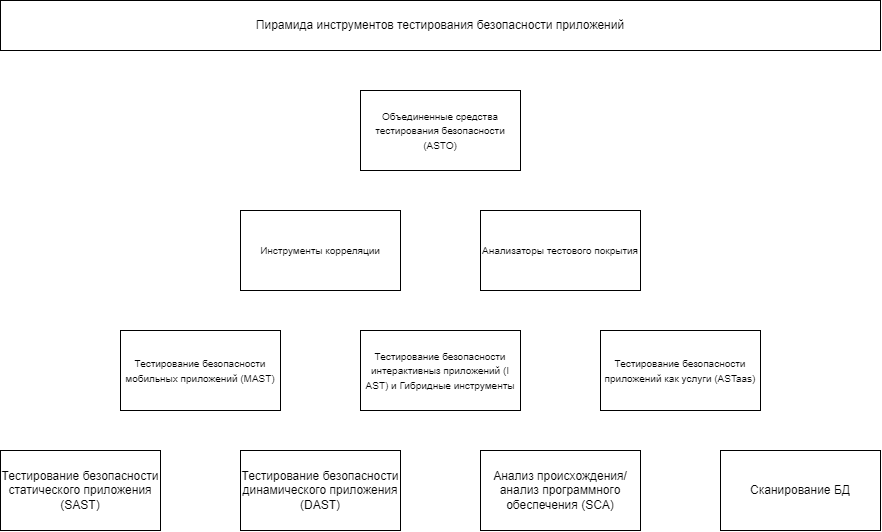 Пирамида инструментов тестирования безопасности приложений
Объединенные средства
тестирования безопасности
(ASTO)
Инструменты корреляции
Анализаторы тестового покрытия
Тестирование безопасности
мобильных приложений (MAST)
Тестирование безопасности
интерактивных приложений (I
AST) и Гибридные инструменты
Тестирование безопасности
приложений как услуги (ASTaas)
Тестирование безопасности
статического приложения
(SAST)
Тестирование безопасности
динамического приложения
(DAST)
Анализ происхождения/
анализ программного
обеспечения (SCA)
Сканирование БД